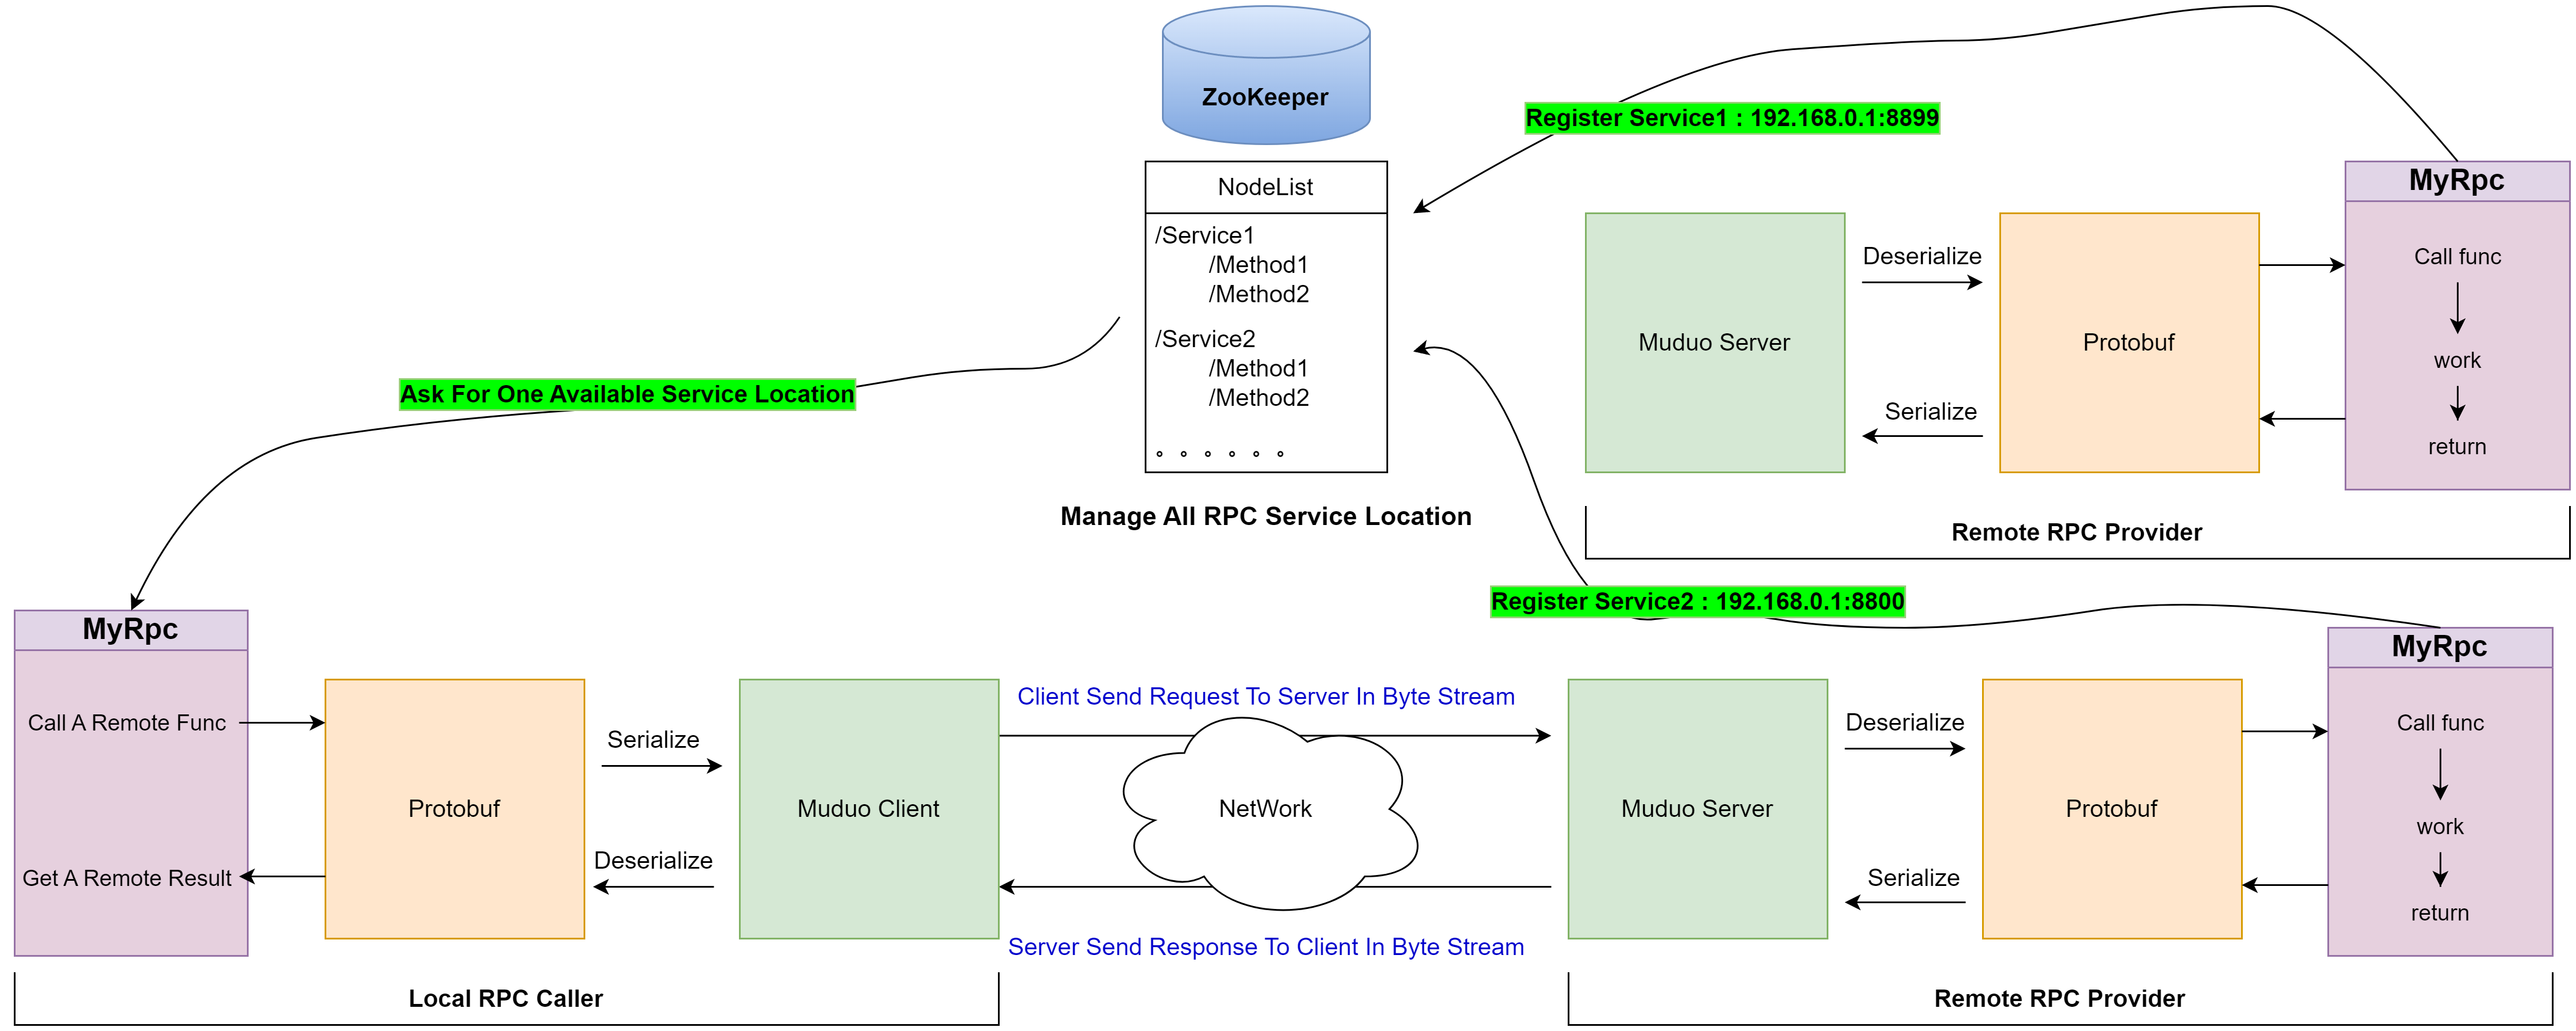 ZooKeeper
NodeList
/Service1
/Method1
/Method2
/Service2
/Method1
/Method2
。。。。。。
Manage All RPC Service Location
Register Service1 : 192.168.0.1:8899
Muduo Server
Deserialize
Serialize
Protobuf
MyRpc
Call func
work
return
Remote RPC Provider
Ask For One Available Service Location
Register Service2 : 192.168.0.1:8800
MyRpc
Call A Remote Func
Get A Remote Result
Protobuf
Serialize
Deserialize
Muduo Client
Local RPC Caller
Client Send Request To Server In Byte Stream
NetWork
Server Send Response To Client In Byte Stream
Muduo Server
Deserialize
Serialize
Protobuf
MyRpc
Call func
work
return
Remote RPC Provider